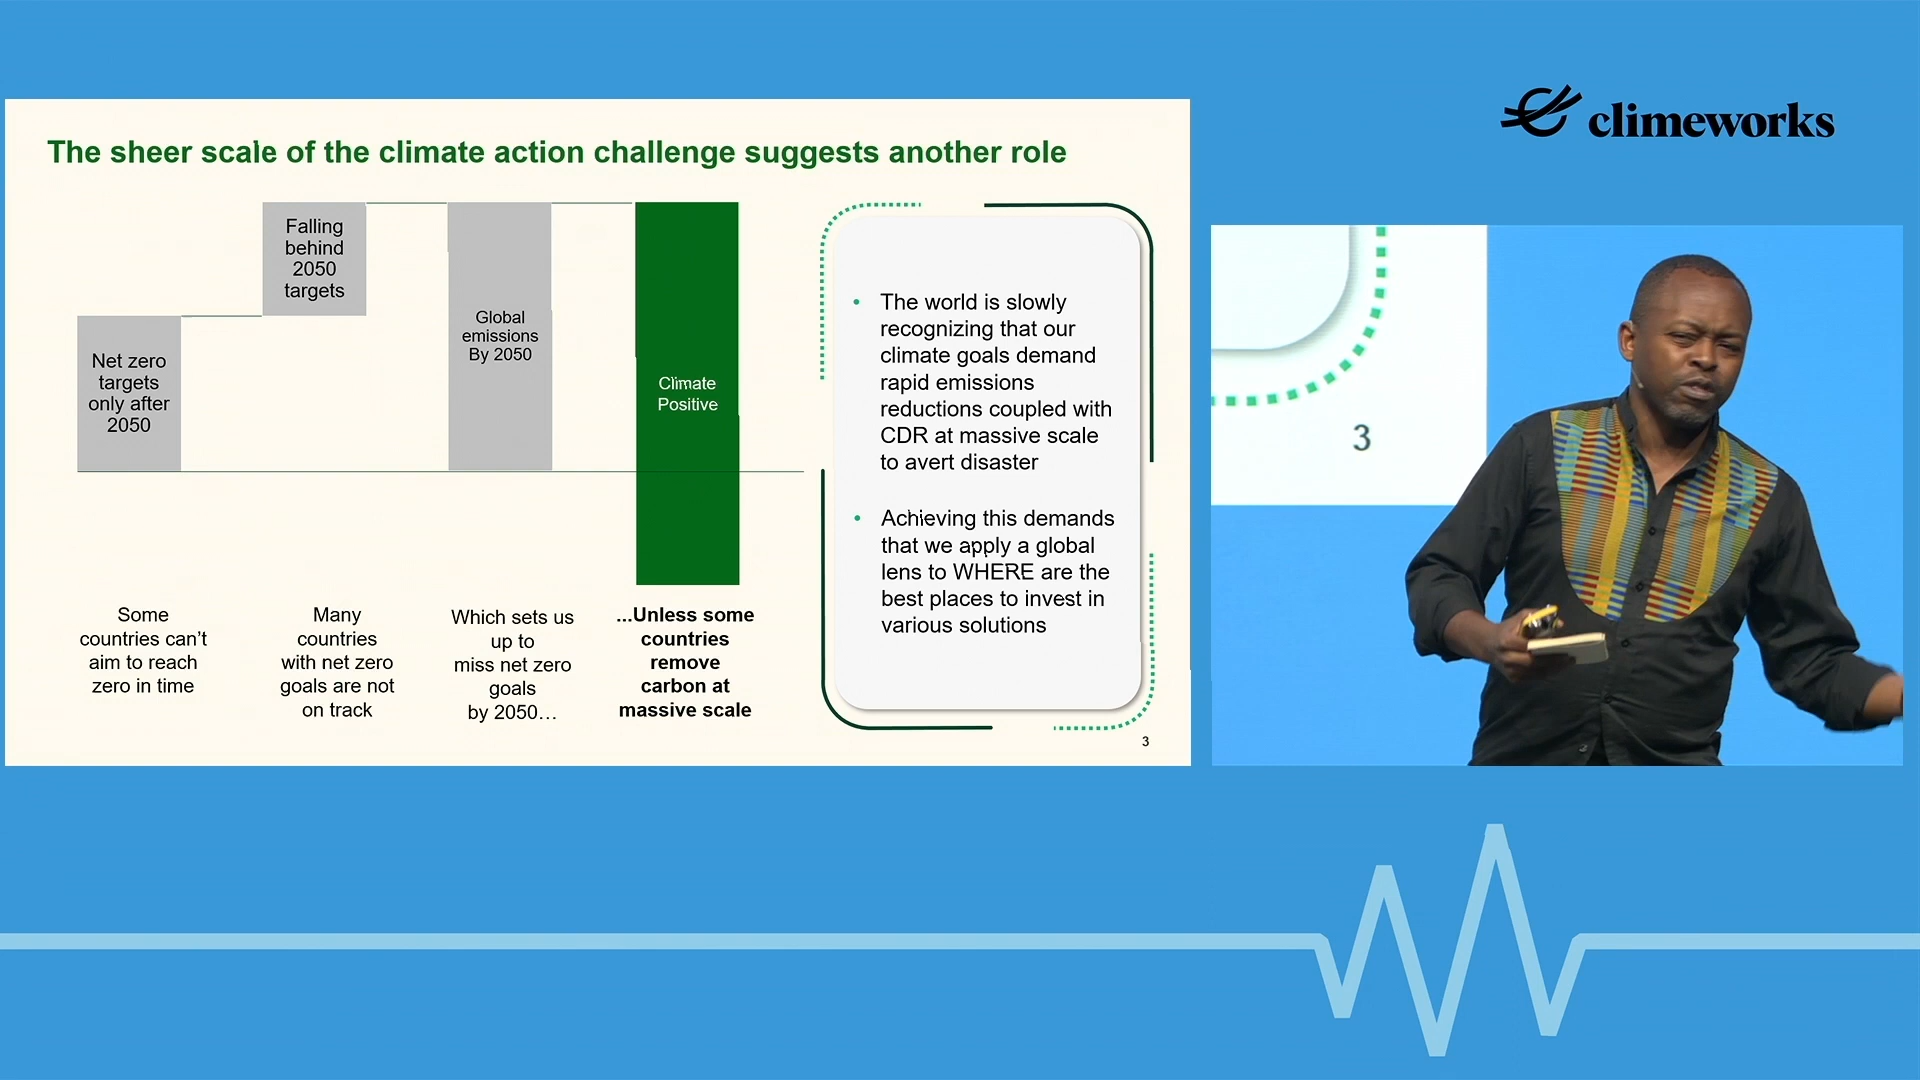 climeworks
The sheer scale of the climate action challenge suggests another role
Net zero
targets
only after
2050
Falling
behind
2050
targets
Global
emissions
By 2050
Climate
Positive
Some
countries can’t
aim to reach
zero in time
Many
countries
with net zero
goals are not
on track
Which sets us
up to
miss net zero
goals
by 2050…
...Unless some
countries
remove
carbon at
massive scale
• The world is slowly
recognizing that our
climate goals demand
rapid emissions
reductions coupled with
CDR at massive scale
to avert disaster
• Achieving this demands
that we apply a global
lens to WHERE are the
best places to invest in
various solutions
3
3